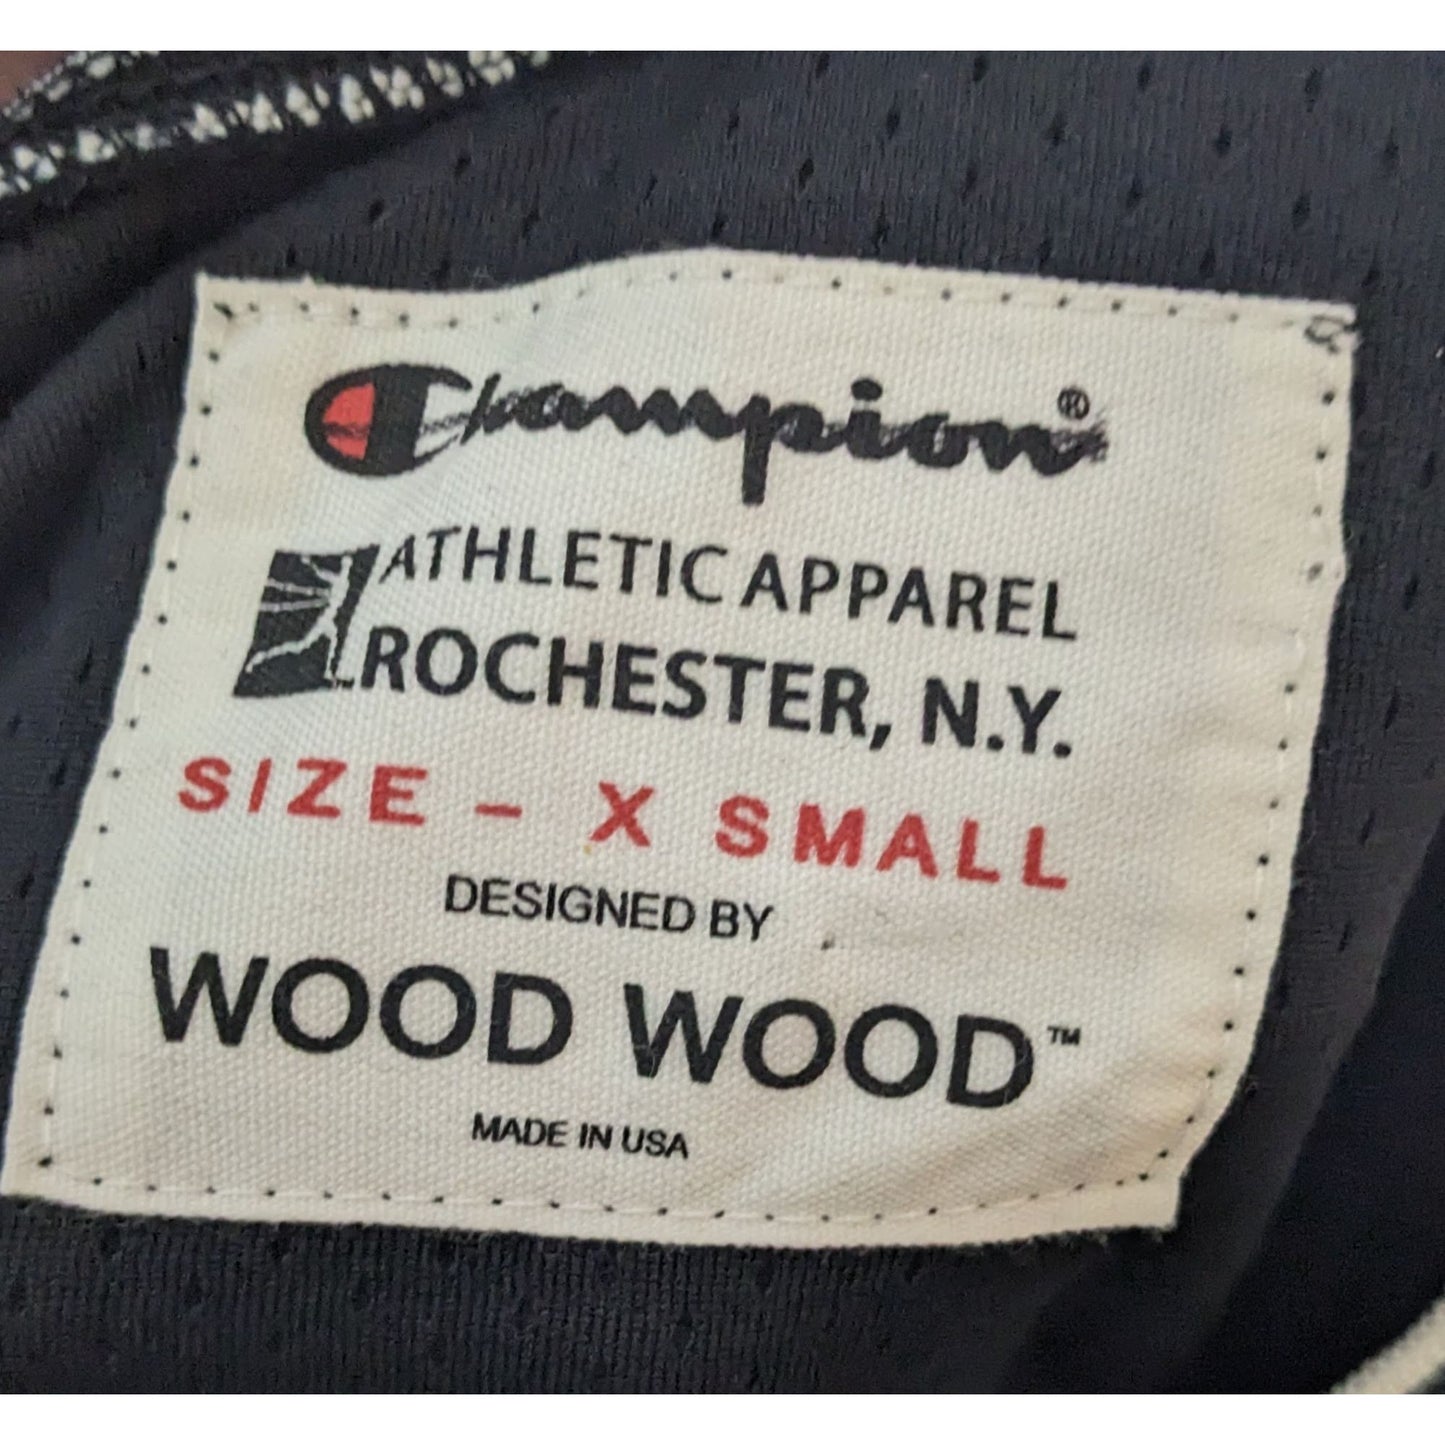 Champion®
ATHLETIC APPAREL
ROCHESTER, N.Y.
SIZE - X SMALL
DESIGNED BY
WOOD WOOD™
MADE IN USA